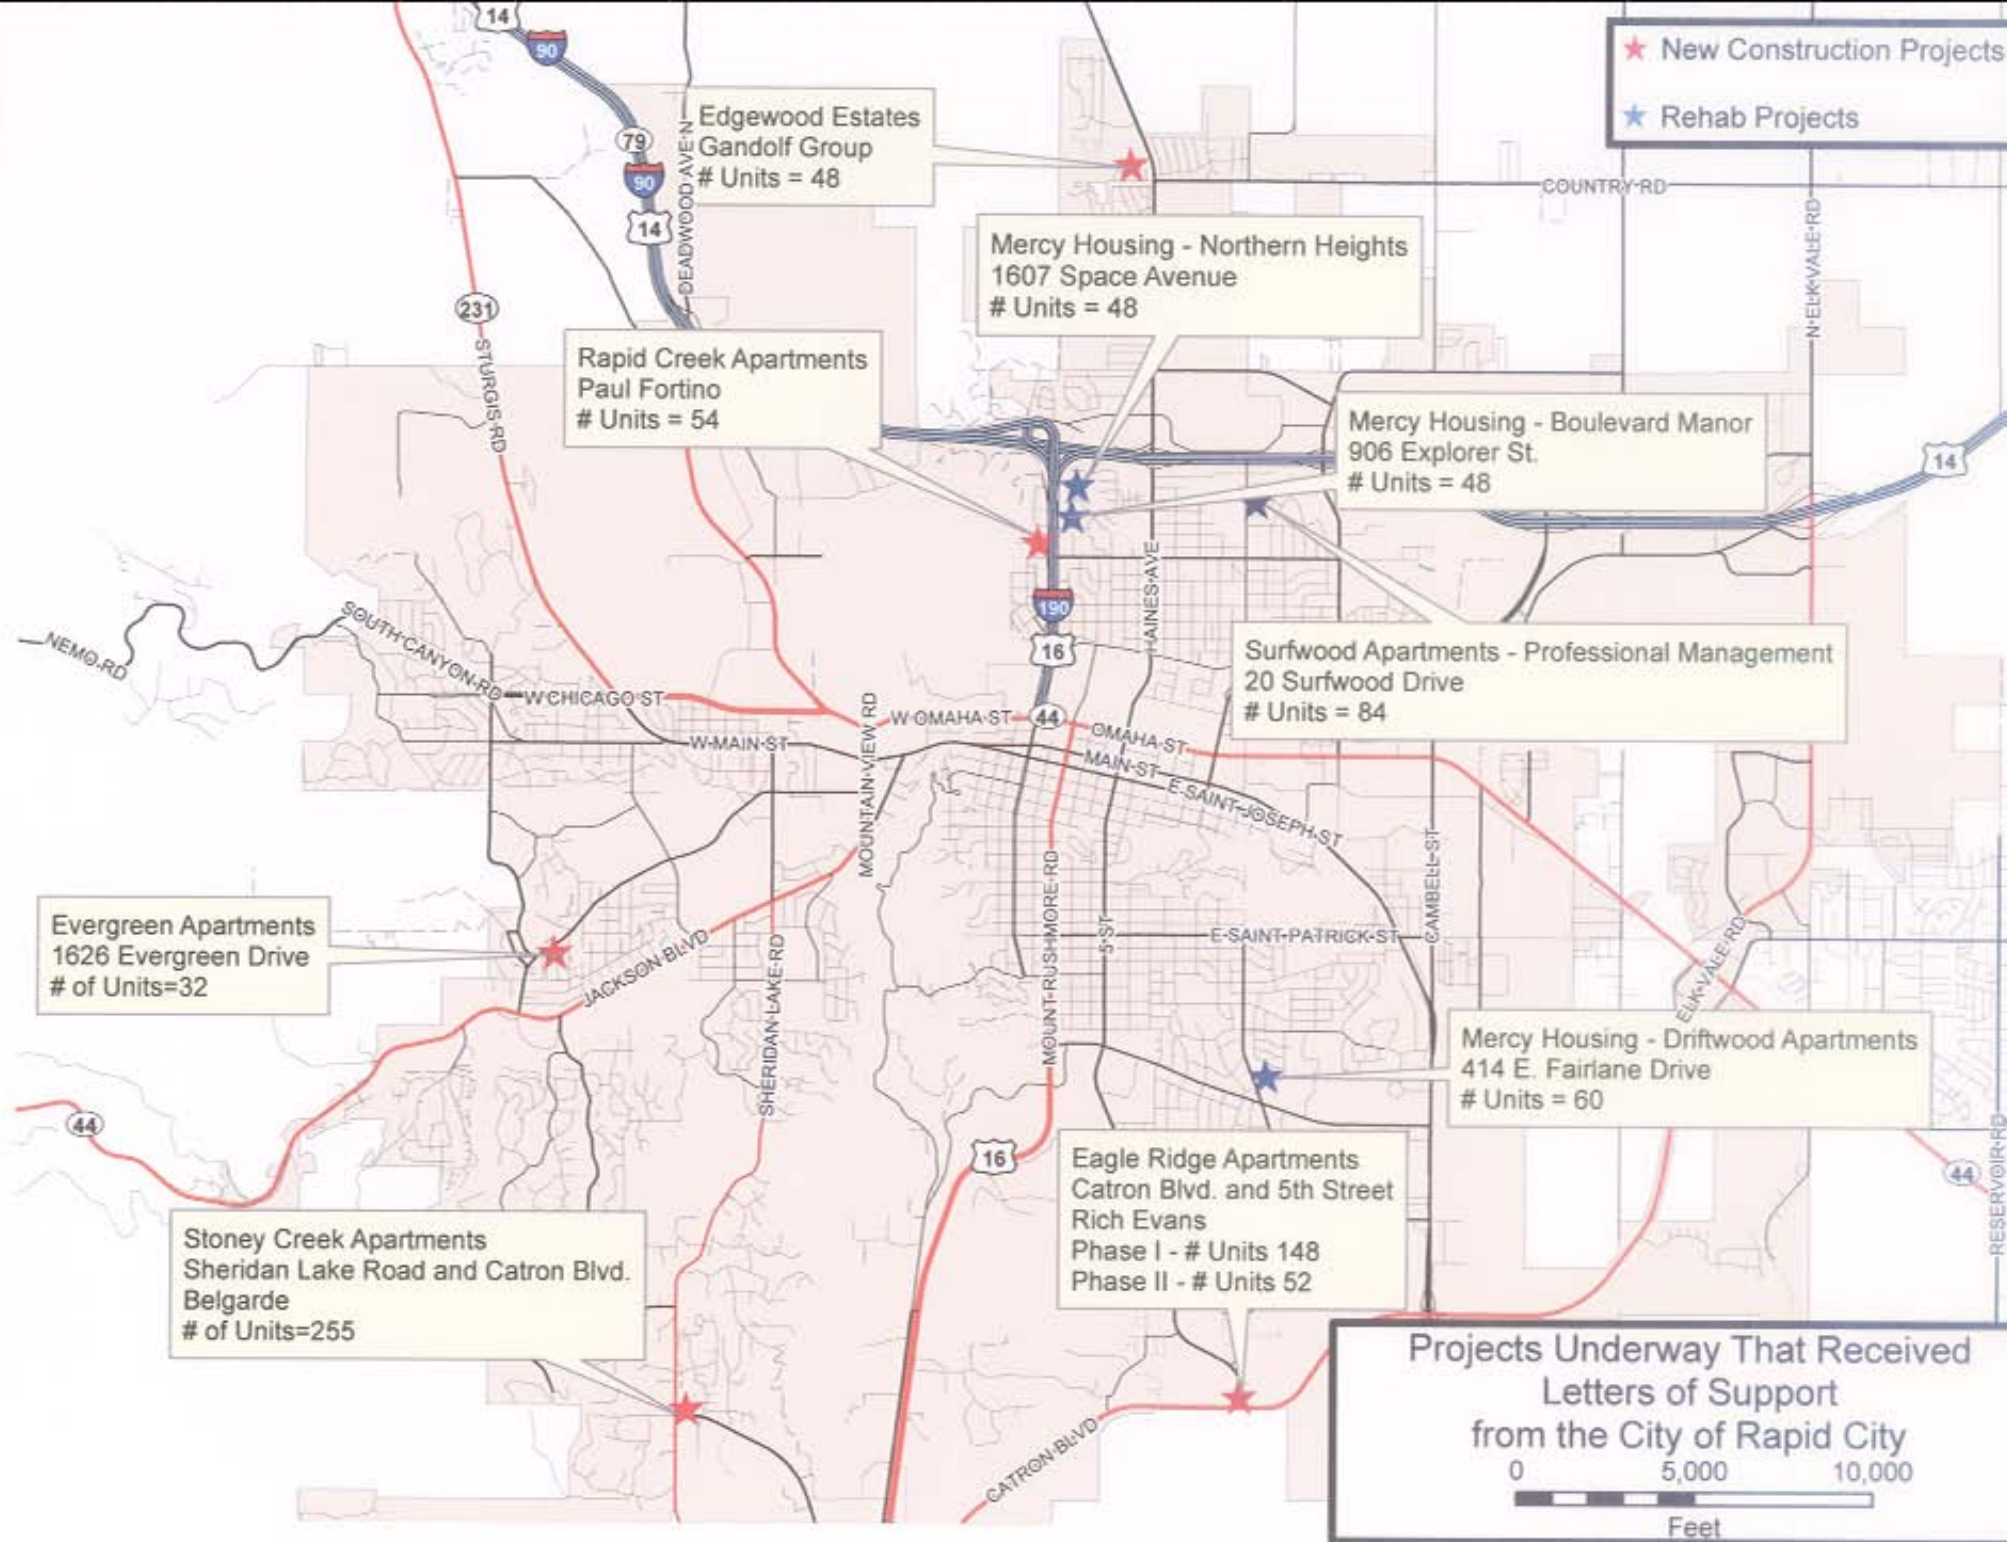 14
90
79
90
14
DEADWOOD AVE N
Edgewood Estates
Gandolf Group
# Units = 48
★ New Construction Projects
★ Rehab Projects
COUNTRY RD
N ELK VALE RD
Mercy Housing - Northern Heights
1607 Space Avenue
# Units = 48
231
STURGIS RD
Rapid Creek Apartments
Paul Fortino
# Units = 54
Mercy Housing - Boulevard Manor
906 Explorer St.
# Units = 48
14
HAINES AVE
190
16
NEMO RD
SOUTH CANYON RD
W CHICAGO ST
W MAIN ST
MOUNTAIN VIEW RD
W OMAHA ST
44
OMAHA ST
MAIN ST
E SAINT JOSEPH ST
Surfwood Apartments - Professional Management
20 Surfwood Drive
# Units = 84
CAMBELL ST
Evergreen Apartments
1626 Evergreen Drive
# of Units=32
JACKSON BLVD
SHERIDAN LAKE RD
MOUNT RUSHMORE RD
5 ST
E SAINT PATRICK ST
ELK VALE RD
Mercy Housing - Driftwood Apartments
414 E. Fairlane Drive
# Units = 60
44
16
44
RESERVOIR RD
Eagle Ridge Apartments
Catron Blvd. and 5th Street
Rich Evans
Phase I - # Units 148
Phase II - # Units 52
Stoney Creek Apartments
Sheridan Lake Road and Catron Blvd.
Belgarde
# of Units=255
CATRON BLVD
Projects Underway That Received
Letters of Support
from the City of Rapid City
0 5,000 10,000
Feet